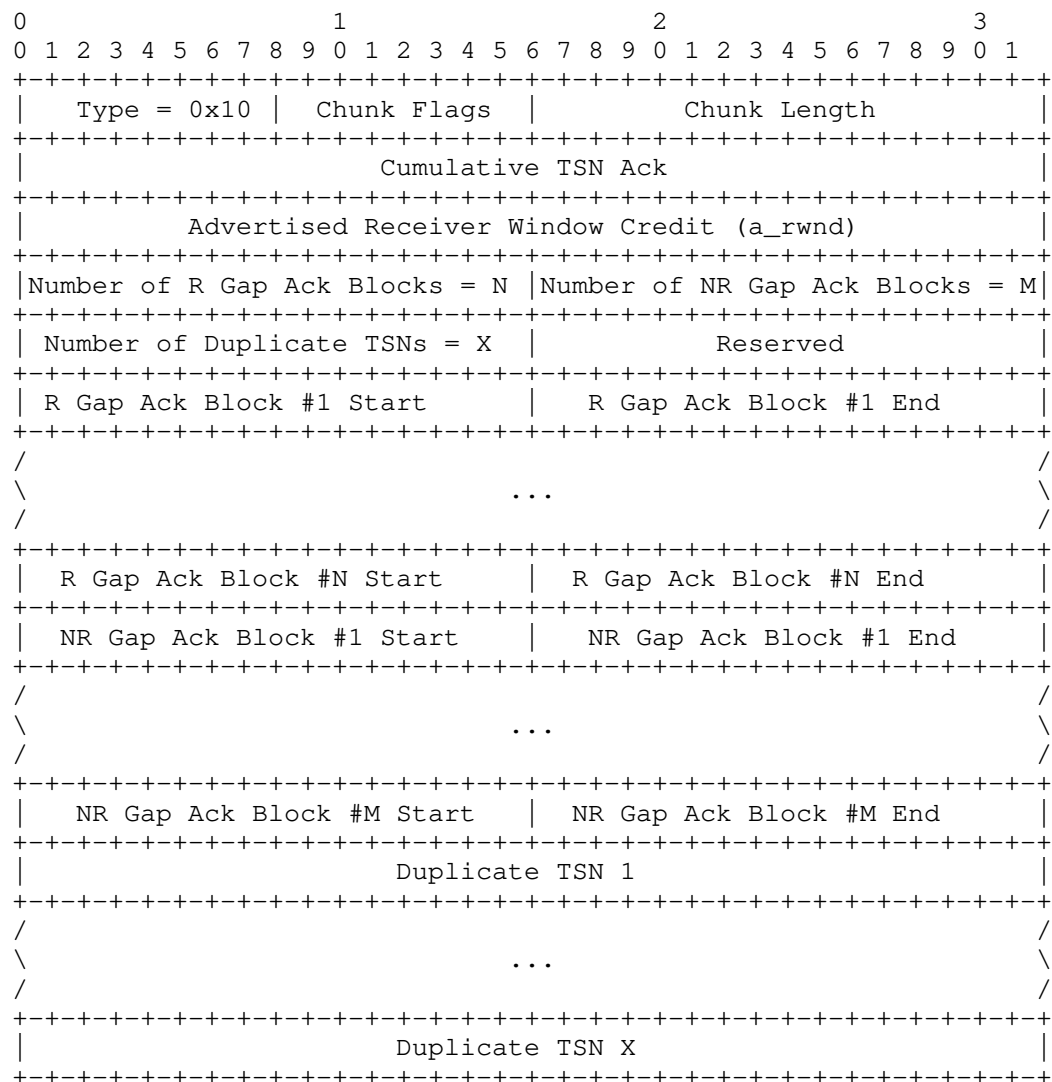 0                   1                   2                   3
0 1 2 3 4 5 6 7 8 9 0 1 2 3 4 5 6 7 8 9 0 1 2 3 4 5 6 7 8 9 0 1
+-+-+-+-+-+-+-+-+-+-+-+-+-+-+-+-+-+-+-+-+-+-+-+-+-+-+-+-+-+-+-+-+
|   Type = 0x10 |  Chunk Flags  |         Chunk Length          |
+-+-+-+-+-+-+-+-+-+-+-+-+-+-+-+-+-+-+-+-+-+-+-+-+-+-+-+-+-+-+-+-+
|                      Cumulative TSN Ack                       |
+-+-+-+-+-+-+-+-+-+-+-+-+-+-+-+-+-+-+-+-+-+-+-+-+-+-+-+-+-+-+-+-+
|          Advertised Receiver Window Credit (a_rwnd)           |
+-+-+-+-+-+-+-+-+-+-+-+-+-+-+-+-+-+-+-+-+-+-+-+-+-+-+-+-+-+-+-+-+
|Number of R Gap Ack Blocks = N |Number of NR Gap Ack Blocks = M|
+-+-+-+-+-+-+-+-+-+-+-+-+-+-+-+-+-+-+-+-+-+-+-+-+-+-+-+-+-+-+-+-+
| Number of Duplicate TSNs = X  |           Reserved            |
+-+-+-+-+-+-+-+-+-+-+-+-+-+-+-+-+-+-+-+-+-+-+-+-+-+-+-+-+-+-+-+-+
| R Gap Ack Block #1 Start      |   R Gap Ack Block #1 End      |
+-+-+-+-+-+-+-+-+-+-+-+-+-+-+-+-+-+-+-+-+-+-+-+-+-+-+-+-+-+-+-+-+
/                                                               /
\                              ...                              \
/                                                               /
+-+-+-+-+-+-+-+-+-+-+-+-+-+-+-+-+-+-+-+-+-+-+-+-+-+-+-+-+-+-+-+-+
|  R Gap Ack Block #N Start     |  R Gap Ack Block #N End       |
+-+-+-+-+-+-+-+-+-+-+-+-+-+-+-+-+-+-+-+-+-+-+-+-+-+-+-+-+-+-+-+-+
|  NR Gap Ack Block #1 Start    |   NR Gap Ack Block #1 End     |
+-+-+-+-+-+-+-+-+-+-+-+-+-+-+-+-+-+-+-+-+-+-+-+-+-+-+-+-+-+-+-+-+
/                                                               /
\                              ...                              \
/                                                               /
+-+-+-+-+-+-+-+-+-+-+-+-+-+-+-+-+-+-+-+-+-+-+-+-+-+-+-+-+-+-+-+-+
|   NR Gap Ack Block #M Start   |  NR Gap Ack Block #M End      |
+-+-+-+-+-+-+-+-+-+-+-+-+-+-+-+-+-+-+-+-+-+-+-+-+-+-+-+-+-+-+-+-+
|                       Duplicate TSN 1                         |
+-+-+-+-+-+-+-+-+-+-+-+-+-+-+-+-+-+-+-+-+-+-+-+-+-+-+-+-+-+-+-+-+
/                                                               /
\                              ...                              \
/                                                               /
+-+-+-+-+-+-+-+-+-+-+-+-+-+-+-+-+-+-+-+-+-+-+-+-+-+-+-+-+-+-+-+-+
|                       Duplicate TSN X                         |
+-+-+-+-+-+-+-+-+-+-+-+-+-+-+-+-+-+-+-+-+-+-+-+-+-+-+-+-+-+-+-+-+